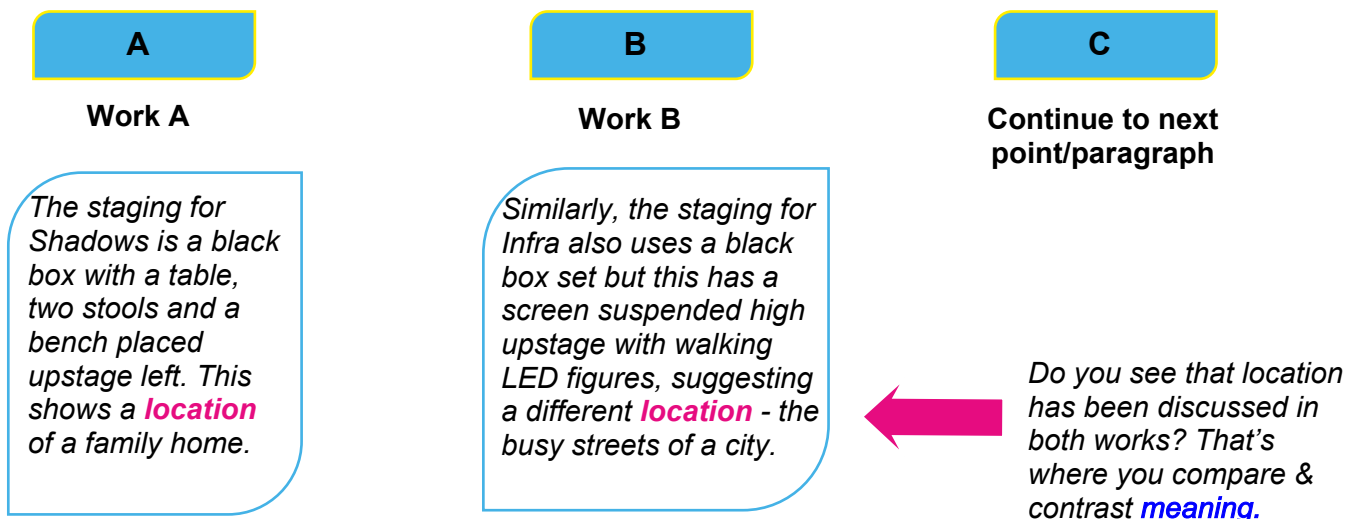 A
Work A
The staging for
Shadows is a black
box with a table,
two stools and a
bench placed
upstage left. This
shows a location
of a family home.
B
Work B
Similarly, the staging for
Infra also uses a black
box set but this has a
screen suspended high
upstage with walking
LED figures, suggesting
a different location - the
busy streets of a city.
C
Continue to next
point/paragraph
Do you see that location
has been discussed in
both works? That's
where you compare &
contrast meaning.